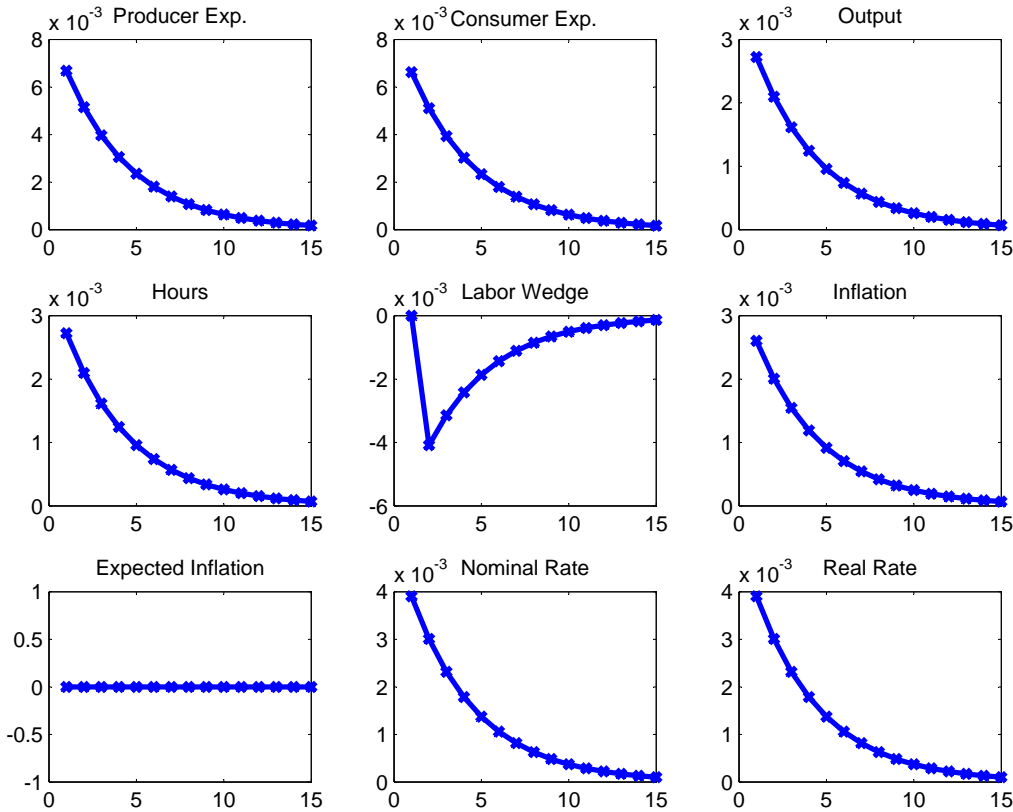 x 10^-3 Producer Exp.
8
6
4
2
0
0 5 10 15
x 10^-3 Consumer Exp.
8
6
4
2
0
0 5 10 15
x 10^-3 Output
3
2
1
0
0 5 10 15
x 10^-3 Hours
3
2
1
0
0 5 10 15
x 10^-3 Labor Wedge
0
-2
-4
-6
0 5 10 15
x 10^-3 Inflation
3
2
1
0
0 5 10 15
Expected Inflation
1
0.5
0
-0.5
-1
0 5 10 15
x 10^-3 Nominal Rate
4
3
2
1
0
0 5 10 15
x 10^-3 Real Rate
4
3
2
1
0
0 5 10 15